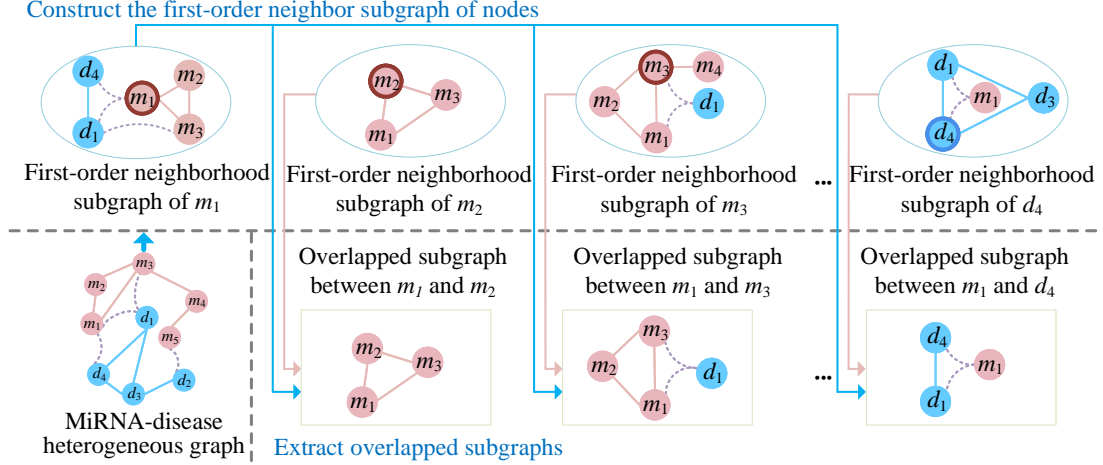 Construct the first-order neighbor subgraph of nodes
d4
m1
m2
d1
m3
m2
m3
m1
m3
m4
m2
d1
m1
d1
m1
d3
d4
First-order neighborhood
subgraph of m1
First-order neighborhood
subgraph of m2
First-order neighborhood
subgraph of m3
...
First-order neighborhood
subgraph of d4
m3
m2
m4
m1
d1
m5
d4
d3
d2
MiRNA-disease
heterogeneous graph
Overlapped subgraph
between m1 and m2
Overlapped subgraph
between m1 and m3
Overlapped subgraph
between m1 and d4
m2
m3
m1
m3
m2
d1
m1
...
d4
m1
d1
Extract overlapped subgraphs